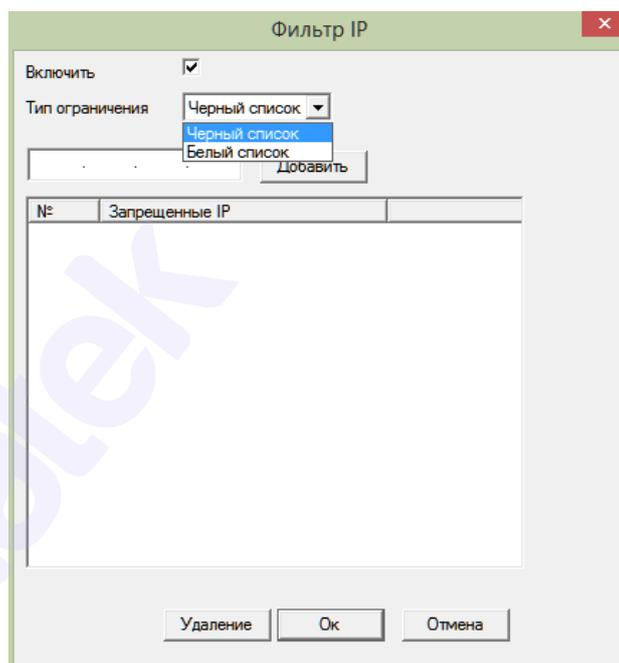 Фильтр IP
Включить
Тип ограничения Черный список
Черный список
Белый список
Добавить
№ Запрещенные IP
Удаление Ок Отмена